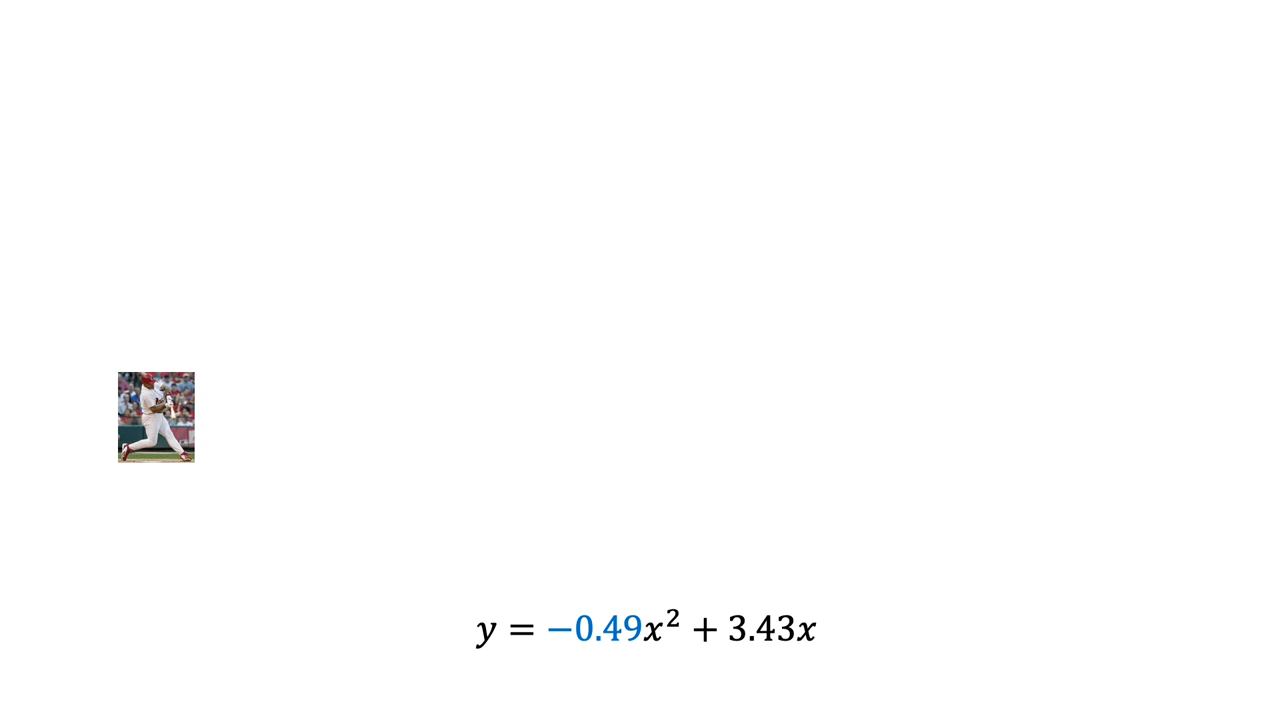 y = −0.49x² + 3.43x